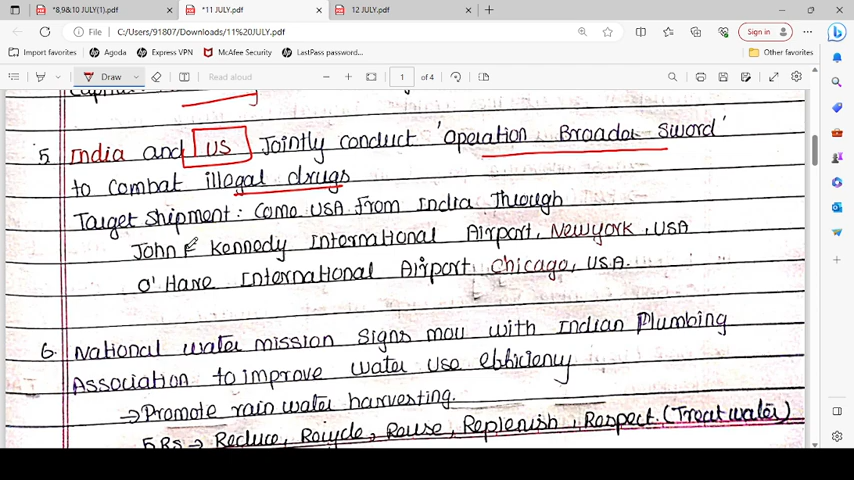 *8,9&10 JULY(1).pdf
*11 JULY.pdf
12 JULY.pdf
File
C:/Users/91807/Downloads/11%20JULY.pdf
Sign in
Import favorites
Agoda
Express VPN
McAfee Security
LastPass password...
Other favorites
Draw
Read aloud
1
of 4
5 India and US Jointly conduct 'Operation Broader Sword'
to combat illegal drugs
Target shipment: Come USA from India Through
John F Kennedy International Airport, Newyork, USA
O' Hare International Airport Chicago, USA.
6. National water mission signs mou with Indian Plumbing
Association to improve water use efficiency
→Promote rain water harvesting.
5Rs→ Reduce, Recycle, Reuse, Replenish, Respect. (Treat water)